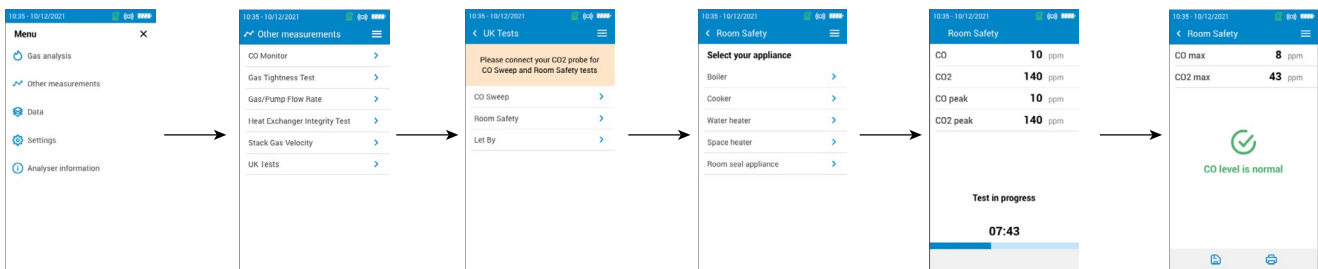 10:35 - 10/12/2021
Menu
Gas analysis
Other measurements
Data
Settings
Analyser information
10:35 - 10/12/2021
Other measurements
CO Monitor
Gas Tightness Test
Gas/Pump Flow Rate
Heat Exchanger Integrity Test
Stack Gas Velocity
UK Tests
10:35 - 10/12/2021
UK Tests
Please connect your CO2 probe for
CO Sweep and Room Safety tests
CO Sweep
Room Safety
Let By
10:35 - 10/12/2021
Room Safety
Select your appliance
Boiler
Cooker
Water heater
Space heater
Room seal appliance
10:35 - 10/12/2021
Room Safety
CO 10 ppm
CO2 140 ppm
CO peak 10 ppm
CO2 peak 140 ppm
Test in progress
07:43
10:35 - 10/12/2021
Room Safety
CO max 8 ppm
CO2 max 43 ppm
CO level is normal